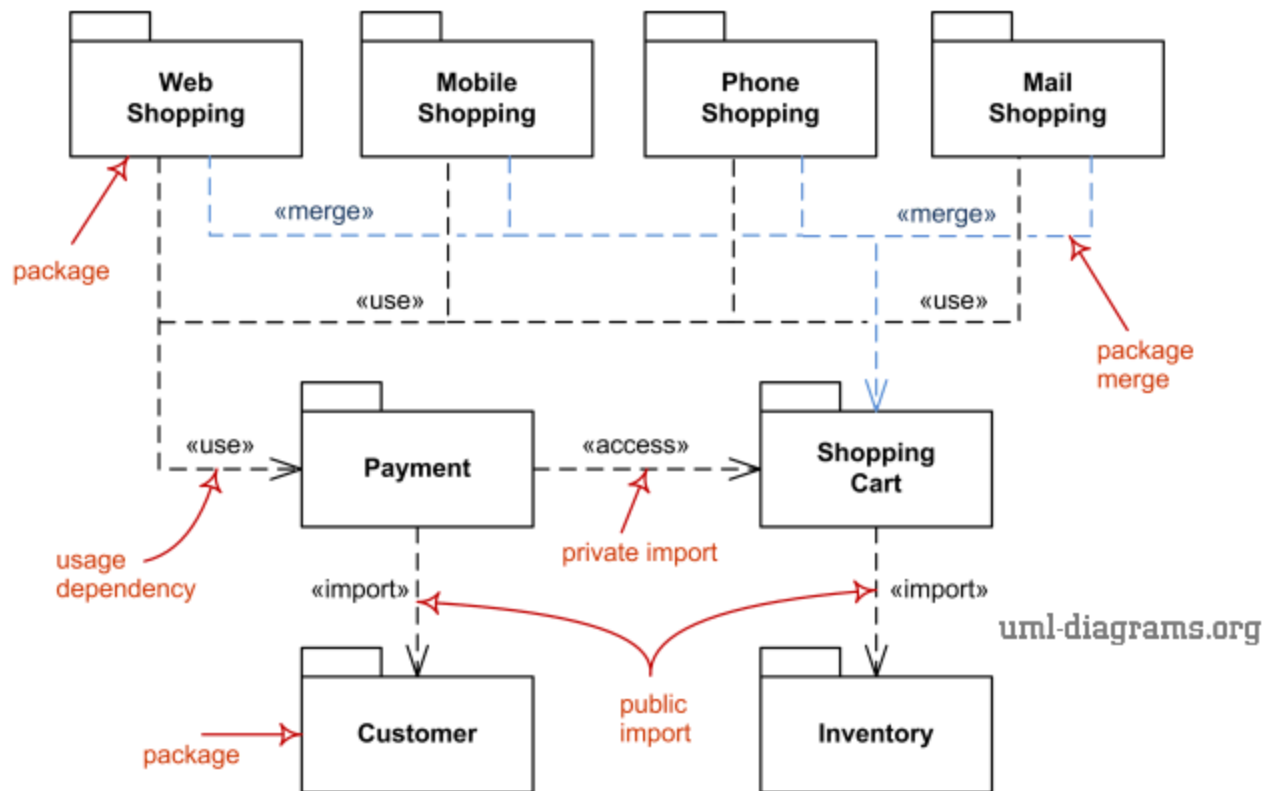 Web
Shopping
Mobile
Shopping
Phone
Shopping
Mail
Shopping
«merge»
«merge»
package
«use»
«use»
package
merge
«use»
Payment
«access»
Shopping
Cart
usage
dependency
private import
«import»
«import»
uml-diagrams.org
public
import
package
Customer
Inventory